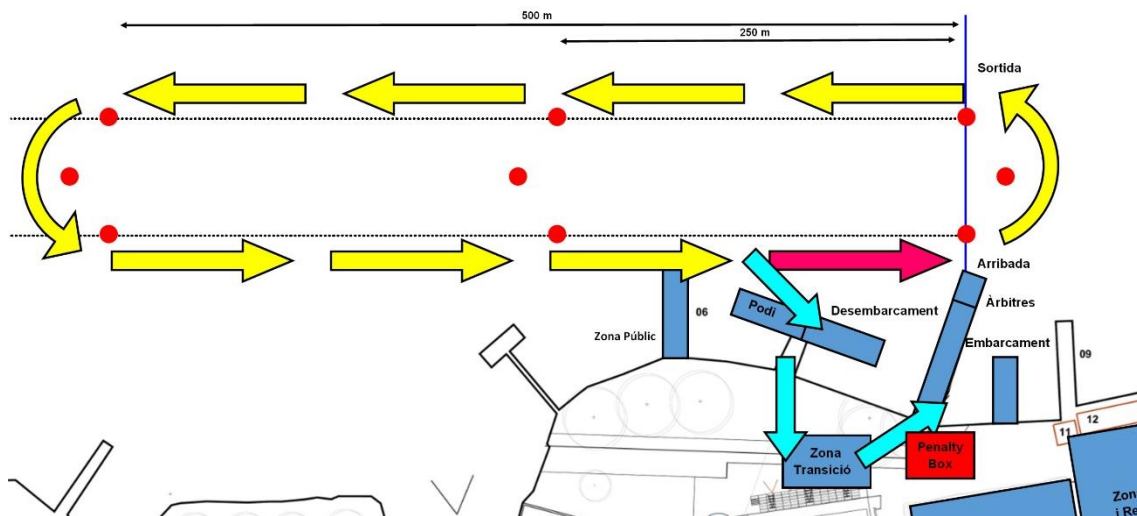 500 m
250 m
Sortida
Arribada
Àrbitres
Desembarcament
Podi
06
Zona Públic
Embarcament
09
12
11
Zona
Transició
Penalty
Box
Zon
i Re